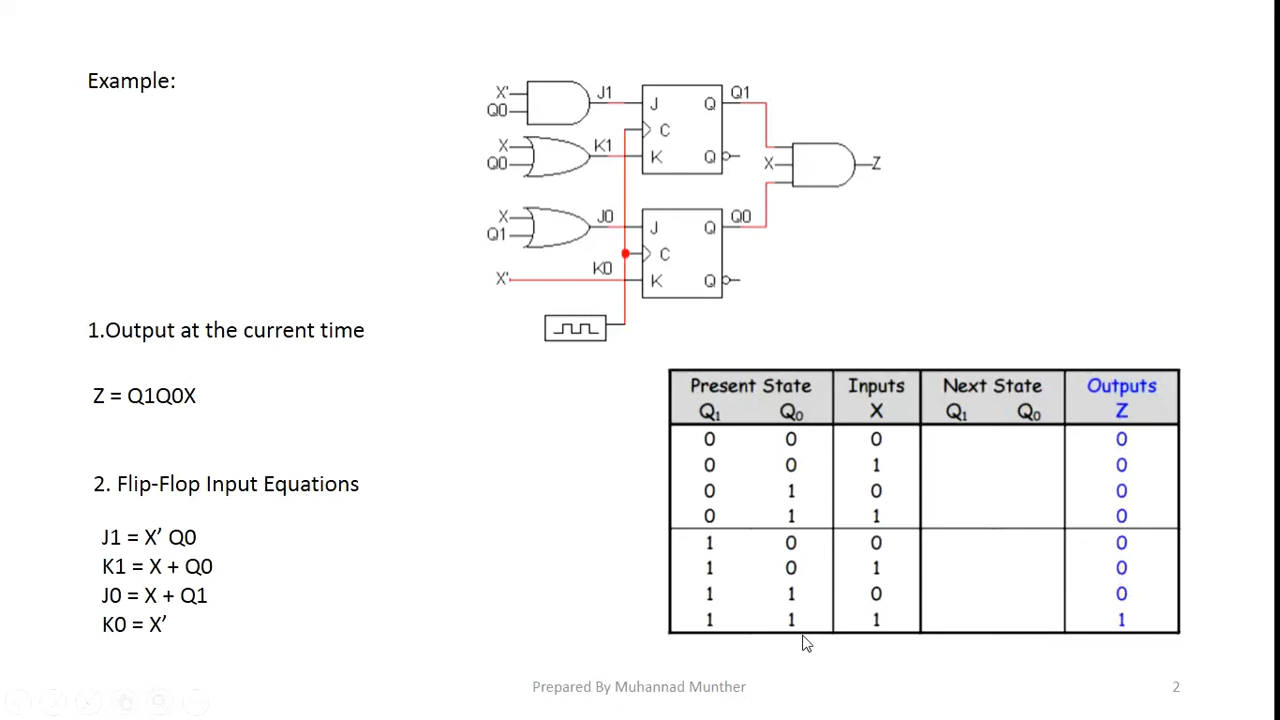 Example:
X'
Q0
J1
X
Q0
K1
X
Q1
J0
X'
K0
J
C
K
Q
Q
Q1
J
C
K
Q
Q
Q0
X
Z
1.Output at the current time
Z = Q1Q0X
2. Flip-Flop Input Equations
J1 = X’ Q0
K1 = X + Q0
J0 = X + Q1
K0 = X’
Present State Inputs Next State Outputs
Q1 Q0 X Q1 Q0 Z
0 0 0 0
0 0 1 0
0 1 0 0
0 1 1 0
1 0 0 0
1 0 1 0
1 1 0 0
1 1 1 1
Prepared By Muhannad Munther
2